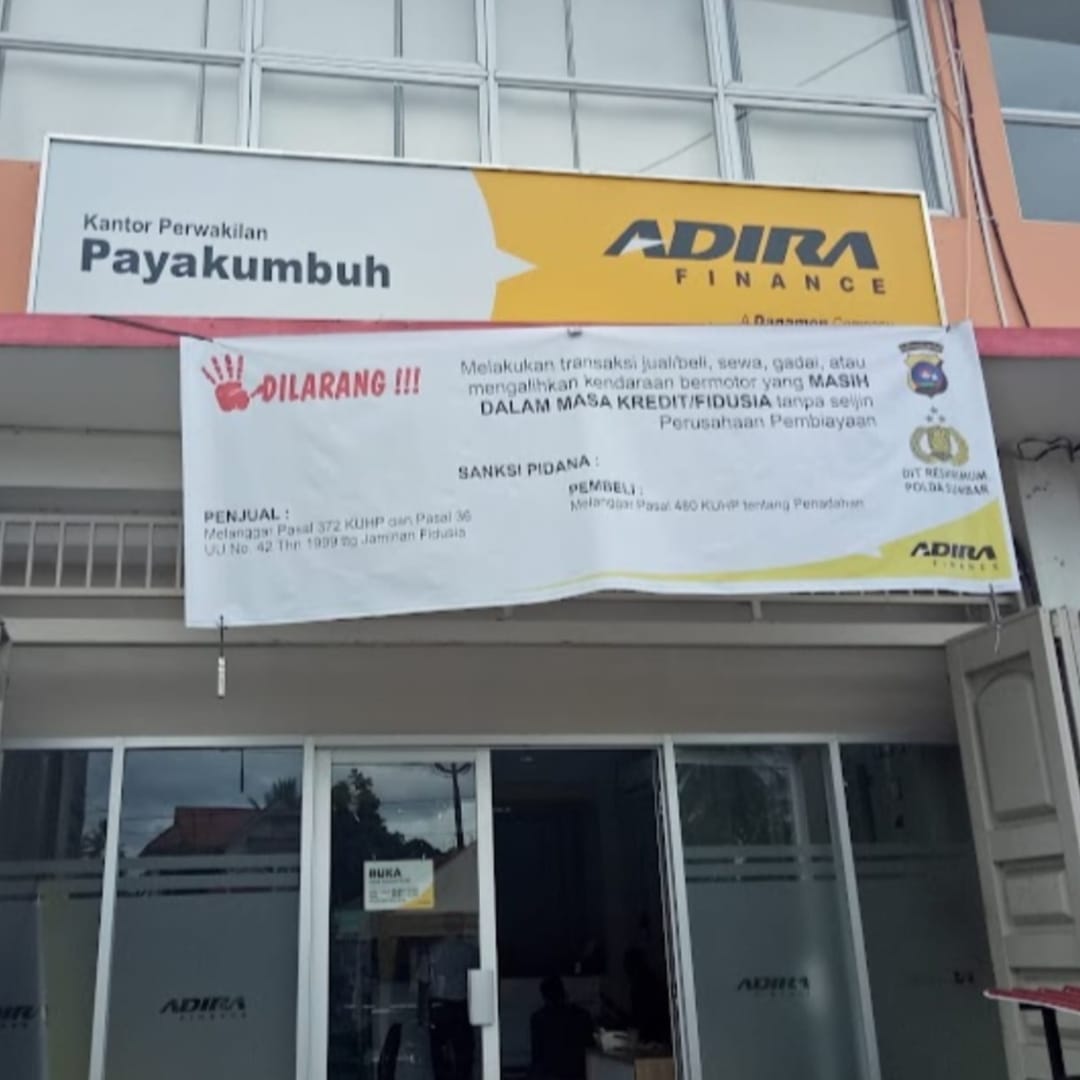 Kantor Perwakilan
Payakumbuh
ADIRA
FINANCE
A Danamon Company
DILARANG !!!
Melakukan transaksi jual/beli, sewa, gadai, atau
mengalihkan kendaraan bermotor yang MASIH
DALAM MASA KREDIT/FIDUSIA tanpa seijin
Perusahaan Pembiayaan
SANKSI PIDANA :
PENJUAL :
Melanggar Pasal 372 KUHP dan Pasal 36
UU No. 42 Thn 1999 ttg Jaminan Fidusia
PEMBELI :
Melanggar Pasal 480 KUHP tentang Penadahan
DIT RESKRIMUM
POLDA SUMBAR
ADIRA
FINANCE
BUKA
ADIRA
FINANCE
ADIRA